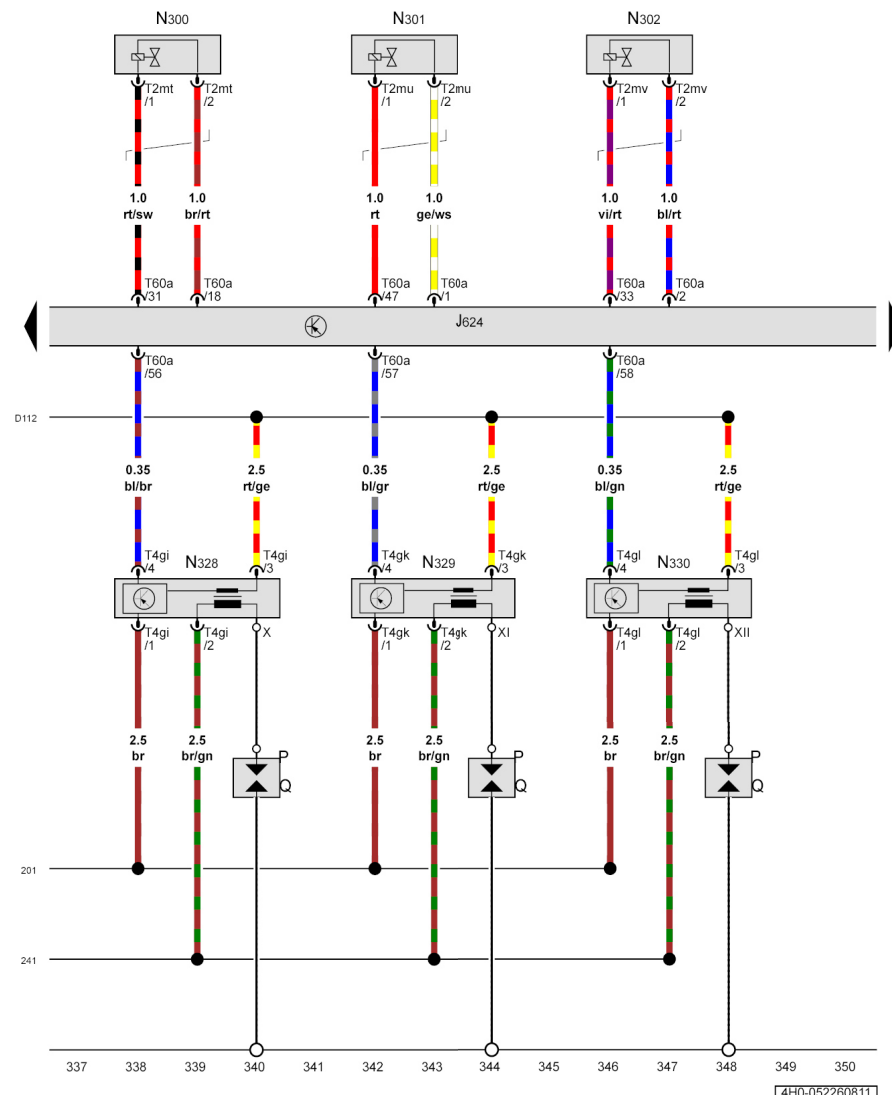 N300 N301 N302
T2mt T2mt T2mu T2mu T2mv T2mv
/1 /2 /1 /2 /1 /2
1.0 1.0 1.0 1.0 1.0 1.0
rt/sw br/rt rt ge/ws vi/rt bl/rt
T60a T60a T60a T60a T60a T60a
/31 /18 /47 /1 /33 /2
J624
T60a T60a T60a
/56 /57 /58
D112
0.35 2.5 0.35 2.5 0.35 2.5
bl/br rt/ge bl/gr rt/ge bl/gn rt/ge
T4gi N328 T4gi T4gk N329 T4gk T4gl N330 T4gl
/4 /3 /4 /3 /4 /3
T4gi T4gi X T4gk T4gk XI T4gl T4gl XII
/1 /2 /1 /2 /1 /2
2.5 2.5 2.5 2.5 2.5 2.5
br br/gn br br/gn br br/gn
P P P
Q Q Q
201
241
337 338 339 340 341 342 343 344 345 346 347 348 349 350
4H0-052260811